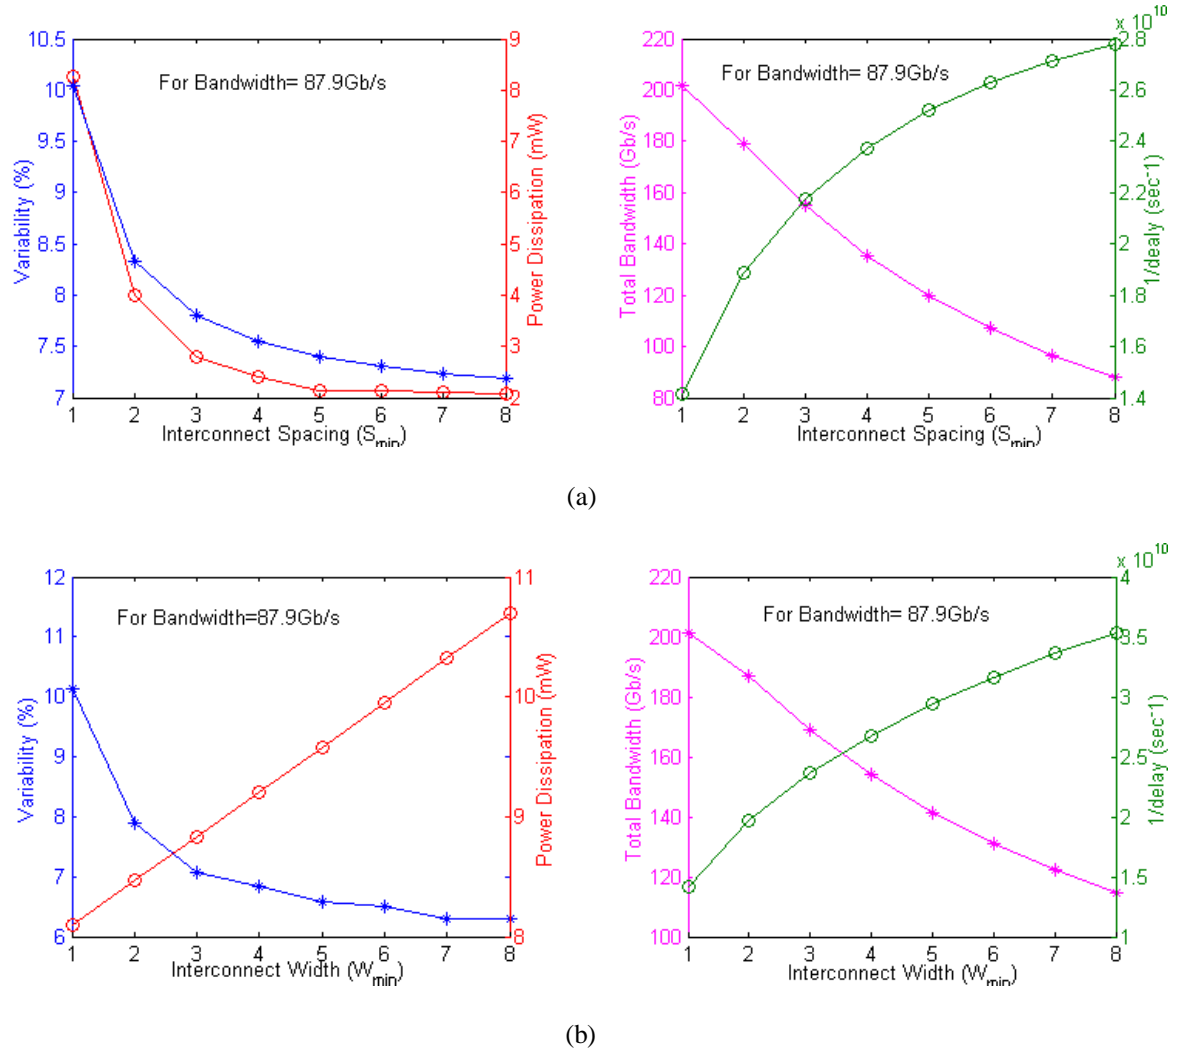 x 10^10
10.5 9 220 2.8
For Bandwidth= 87.9Gb/s For Bandwidth= 87.9Gb/s
10 8 200 2.6
9.5 7 180 2.4
9 6 160 2.2
8.5 5 140 2
8 4 120 1.8
7.5 3 100 1.6
7 2 80 1.4
Variability (%)
Power Dissipation (mW)
Total Bandwidth (Gb/s)
1/dealy (sec-1)
1 2 3 4 5 6 7 8 1 2 3 4 5 6 7 8
Interconnect Spacing (Smin) Interconnect Spacing (Smin)
(a)
x 10^10
12 11 220 4
For Bandwidth=87.9Gb/s For Bandwidth= 87.9Gb/s
11 200 3.5
10 10 180 3
9 160 2.5
8 9 140 2
7 120 1.5
6 8 100 1
Variability (%)
Power Dissipation (mW)
Total Bandwidth (Gb/s)
1/delay (sec-1)
1 2 3 4 5 6 7 8 1 2 3 4 5 6 7 8
Interconnect Width (Wmin) Interconnect Width (Wmin)
(b)